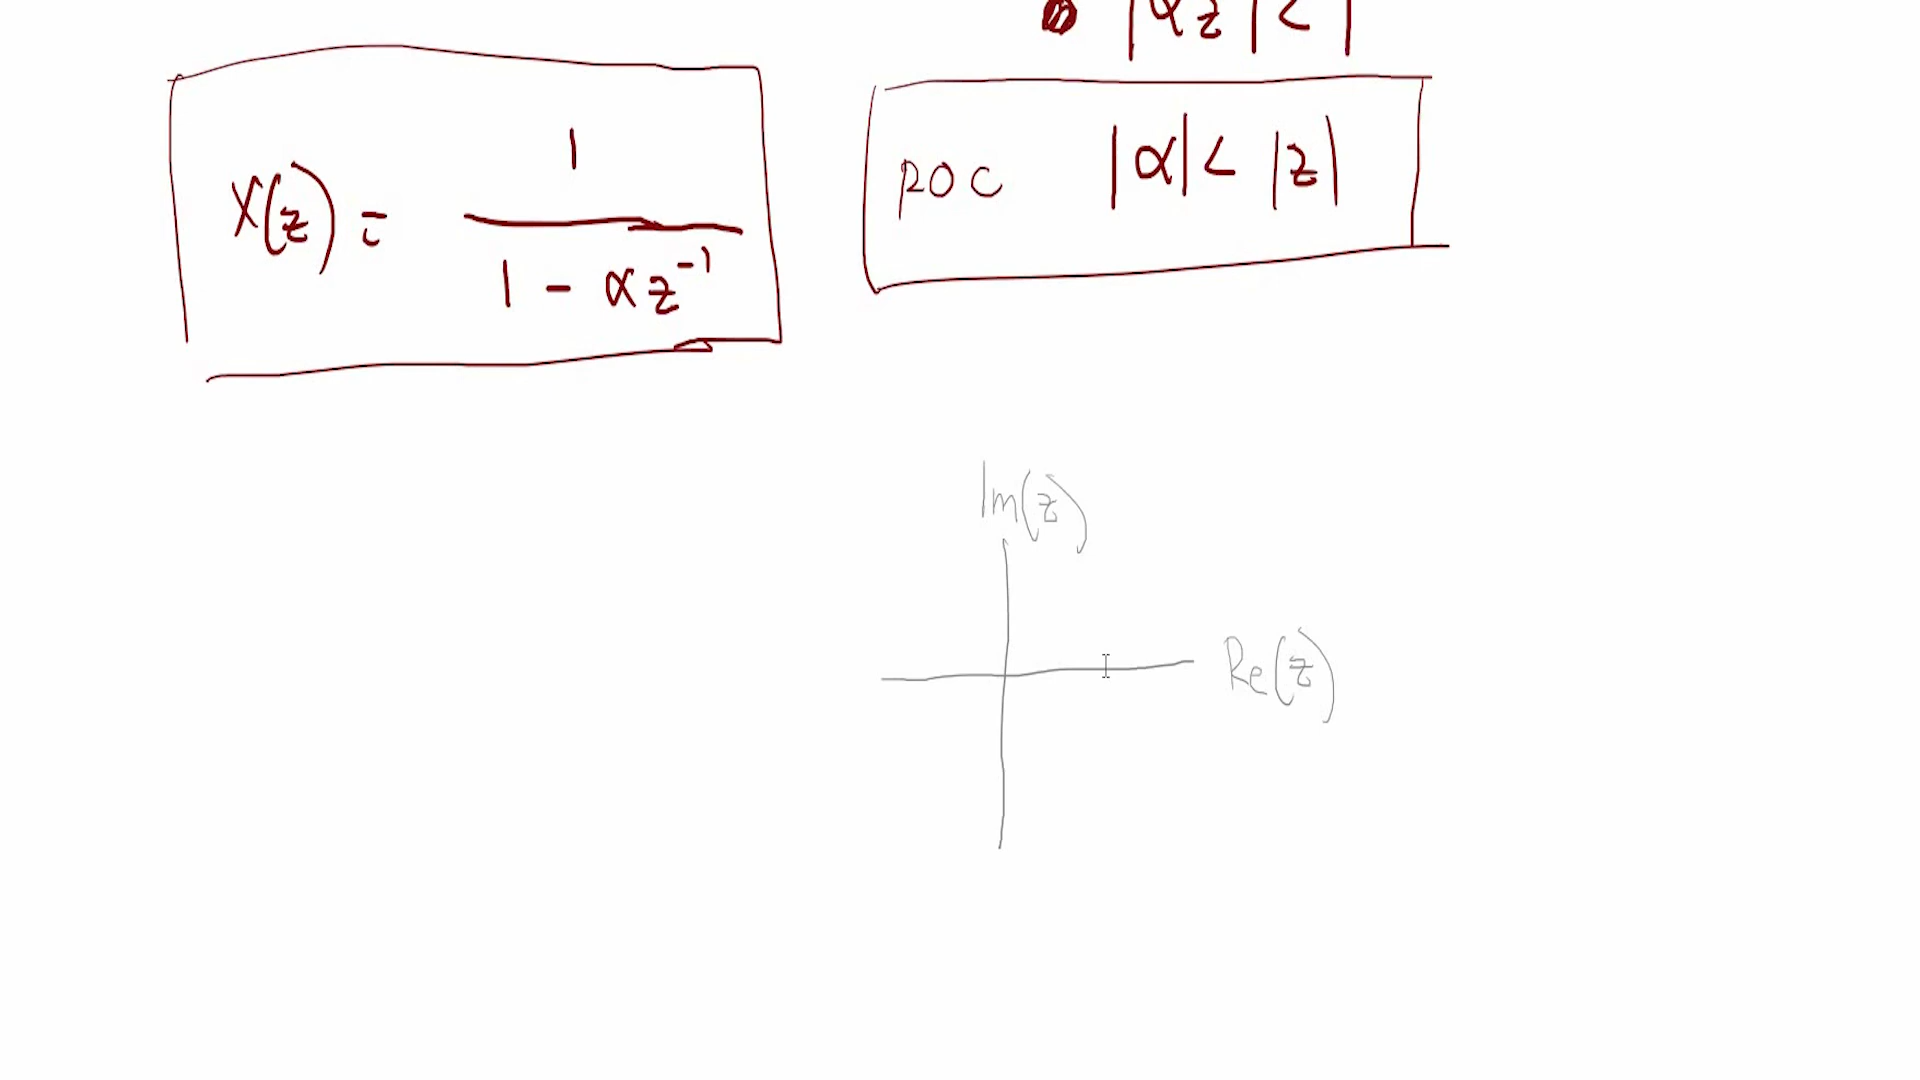 |αz|<|
X(z) = 1 / 1 - αz⁻¹
ROC |α| < |z|
Im(z)
Re(z)